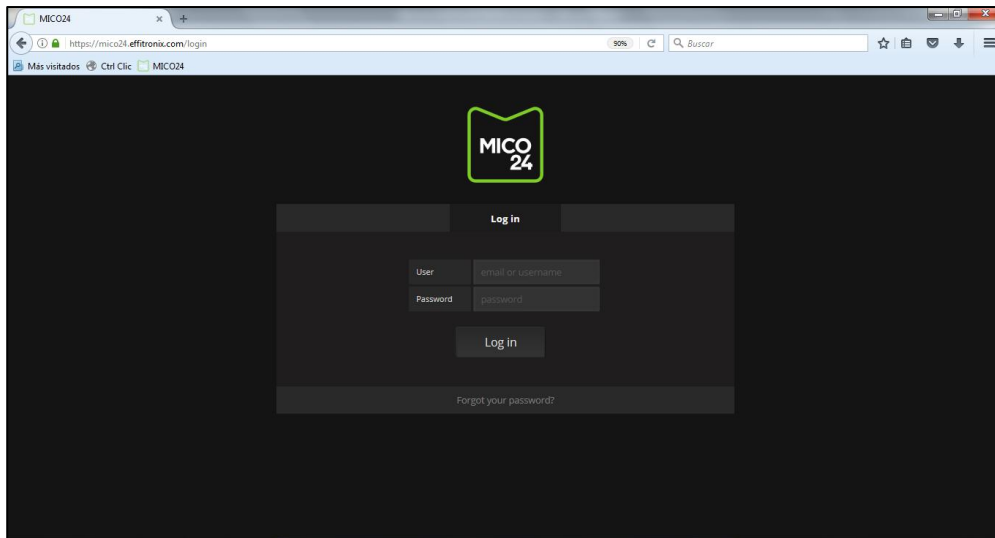 MICO24
https://mico24.effitronix.com/login
90%
Buscar
Más visitados
Ctrl Clic
MICO24
MICO
24
Log in
User
email or username
Password
password
Log in
Forgot your password?